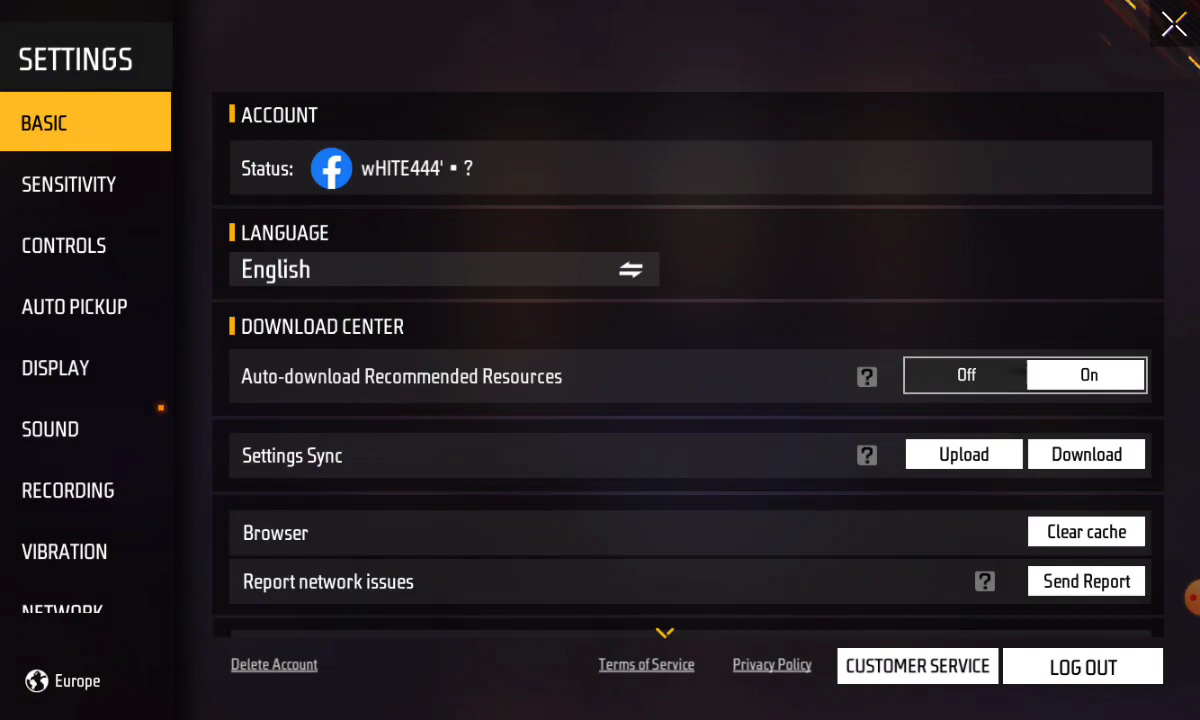 SETTINGS
BASIC
SENSITIVITY
CONTROLS
AUTO PICKUP
DISPLAY
SOUND
RECORDING
VIBRATION
NETWORK
Europe
ACCOUNT
Status: wHITE444' ▪ ?
LANGUAGE
English
DOWNLOAD CENTER
Auto-download Recommended Resources ? Off On
Settings Sync ? Upload Download
Browser Clear cache
Report network issues ? Send Report
Delete Account Terms of Service Privacy Policy CUSTOMER SERVICE LOG OUT